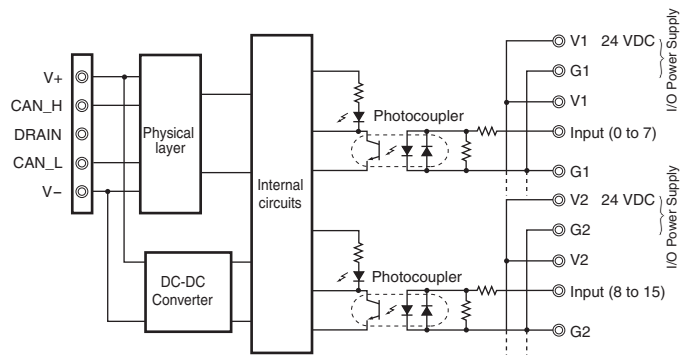 V+
CAN_H
DRAIN
CAN_L
V−
Physical
layer
DC-DC
Converter
Internal
circuits
Photocoupler
V1 24 VDC
G1
V1
Input (0 to 7)
G1
I/O Power Supply
Photocoupler
V2 24 VDC
G2
V2
Input (8 to 15)
G2
I/O Power Supply